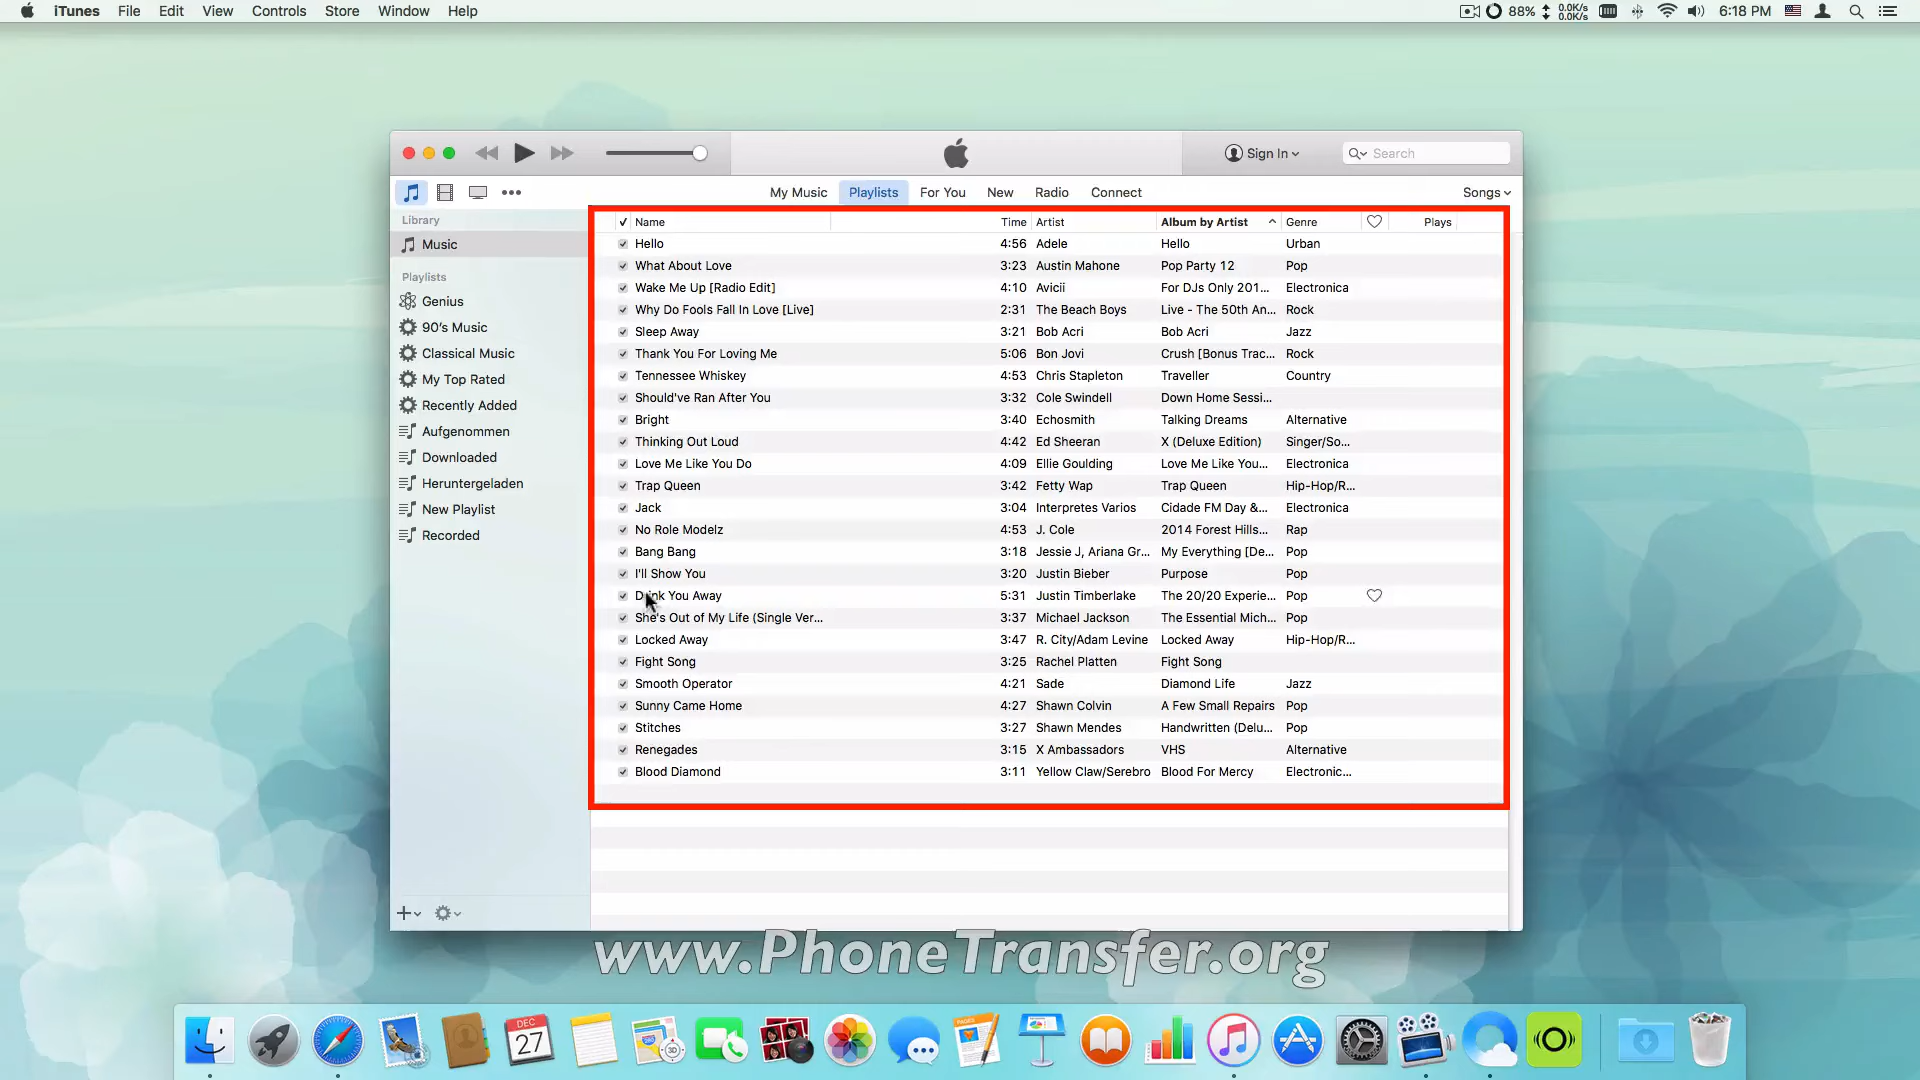 iTunes File Edit View Controls Store Window Help 88% 0.0K/s 0.0K/s 6:18 PM
Sign In Search
My Music Playlists For You New Radio Connect Songs
Library
Music
Playlists
Genius
90's Music
Classical Music
My Top Rated
Recently Added
Aufgenommen
Downloaded
Heruntergeladen
New Playlist
Recorded
✓ Name Time Artist Album by Artist Genre Plays
Hello 4:56 Adele Hello Urban
What About Love 3:23 Austin Mahone Pop Party 12 Pop
Wake Me Up [Radio Edit] 4:10 Avicii For DJs Only 201... Electronica
Why Do Fools Fall In Love [Live] 2:31 The Beach Boys Live - The 50th An... Rock
Sleep Away 3:21 Bob Acri Bob Acri Jazz
Thank You For Loving Me 5:06 Bon Jovi Crush [Bonus Trac... Rock
Tennessee Whiskey 4:53 Chris Stapleton Traveller Country
Should've Ran After You 3:32 Cole Swindell Down Home Sessi...
Bright 3:40 Echosmith Talking Dreams Alternative
Thinking Out Loud 4:42 Ed Sheeran X (Deluxe Edition) Singer/So...
Love Me Like You Do 4:09 Ellie Goulding Love Me Like You... Electronica
Trap Queen 3:42 Fetty Wap Trap Queen Hip-Hop/R...
Jack 3:04 Interpretes Varios Cidade FM Day &... Electronica
No Role Modelz 4:53 J. Cole 2014 Forest Hills... Rap
Bang Bang 3:18 Jessie J, Ariana Gr... My Everything [De... Pop
I'll Show You 3:20 Justin Bieber Purpose Pop
Drink You Away 5:31 Justin Timberlake The 20/20 Experie... Pop
She's Out of My Life (Single Ver... 3:37 Michael Jackson The Essential Mich... Pop
Locked Away 3:47 R. City/Adam Levine Locked Away Hip-Hop/R...
Fight Song 3:25 Rachel Platten Fight Song
Smooth Operator 4:21 Sade Diamond Life Jazz
Sunny Came Home 4:27 Shawn Colvin A Few Small Repairs Pop
Stitches 3:27 Shawn Mendes Handwritten (Delu... Pop
Renegades 3:15 X Ambassadors VHS Alternative
Blood Diamond 3:11 Yellow Claw/Serebro Blood For Mercy Electronic...
www.PhoneTransfer.org
DEC
27
PAGES
3D